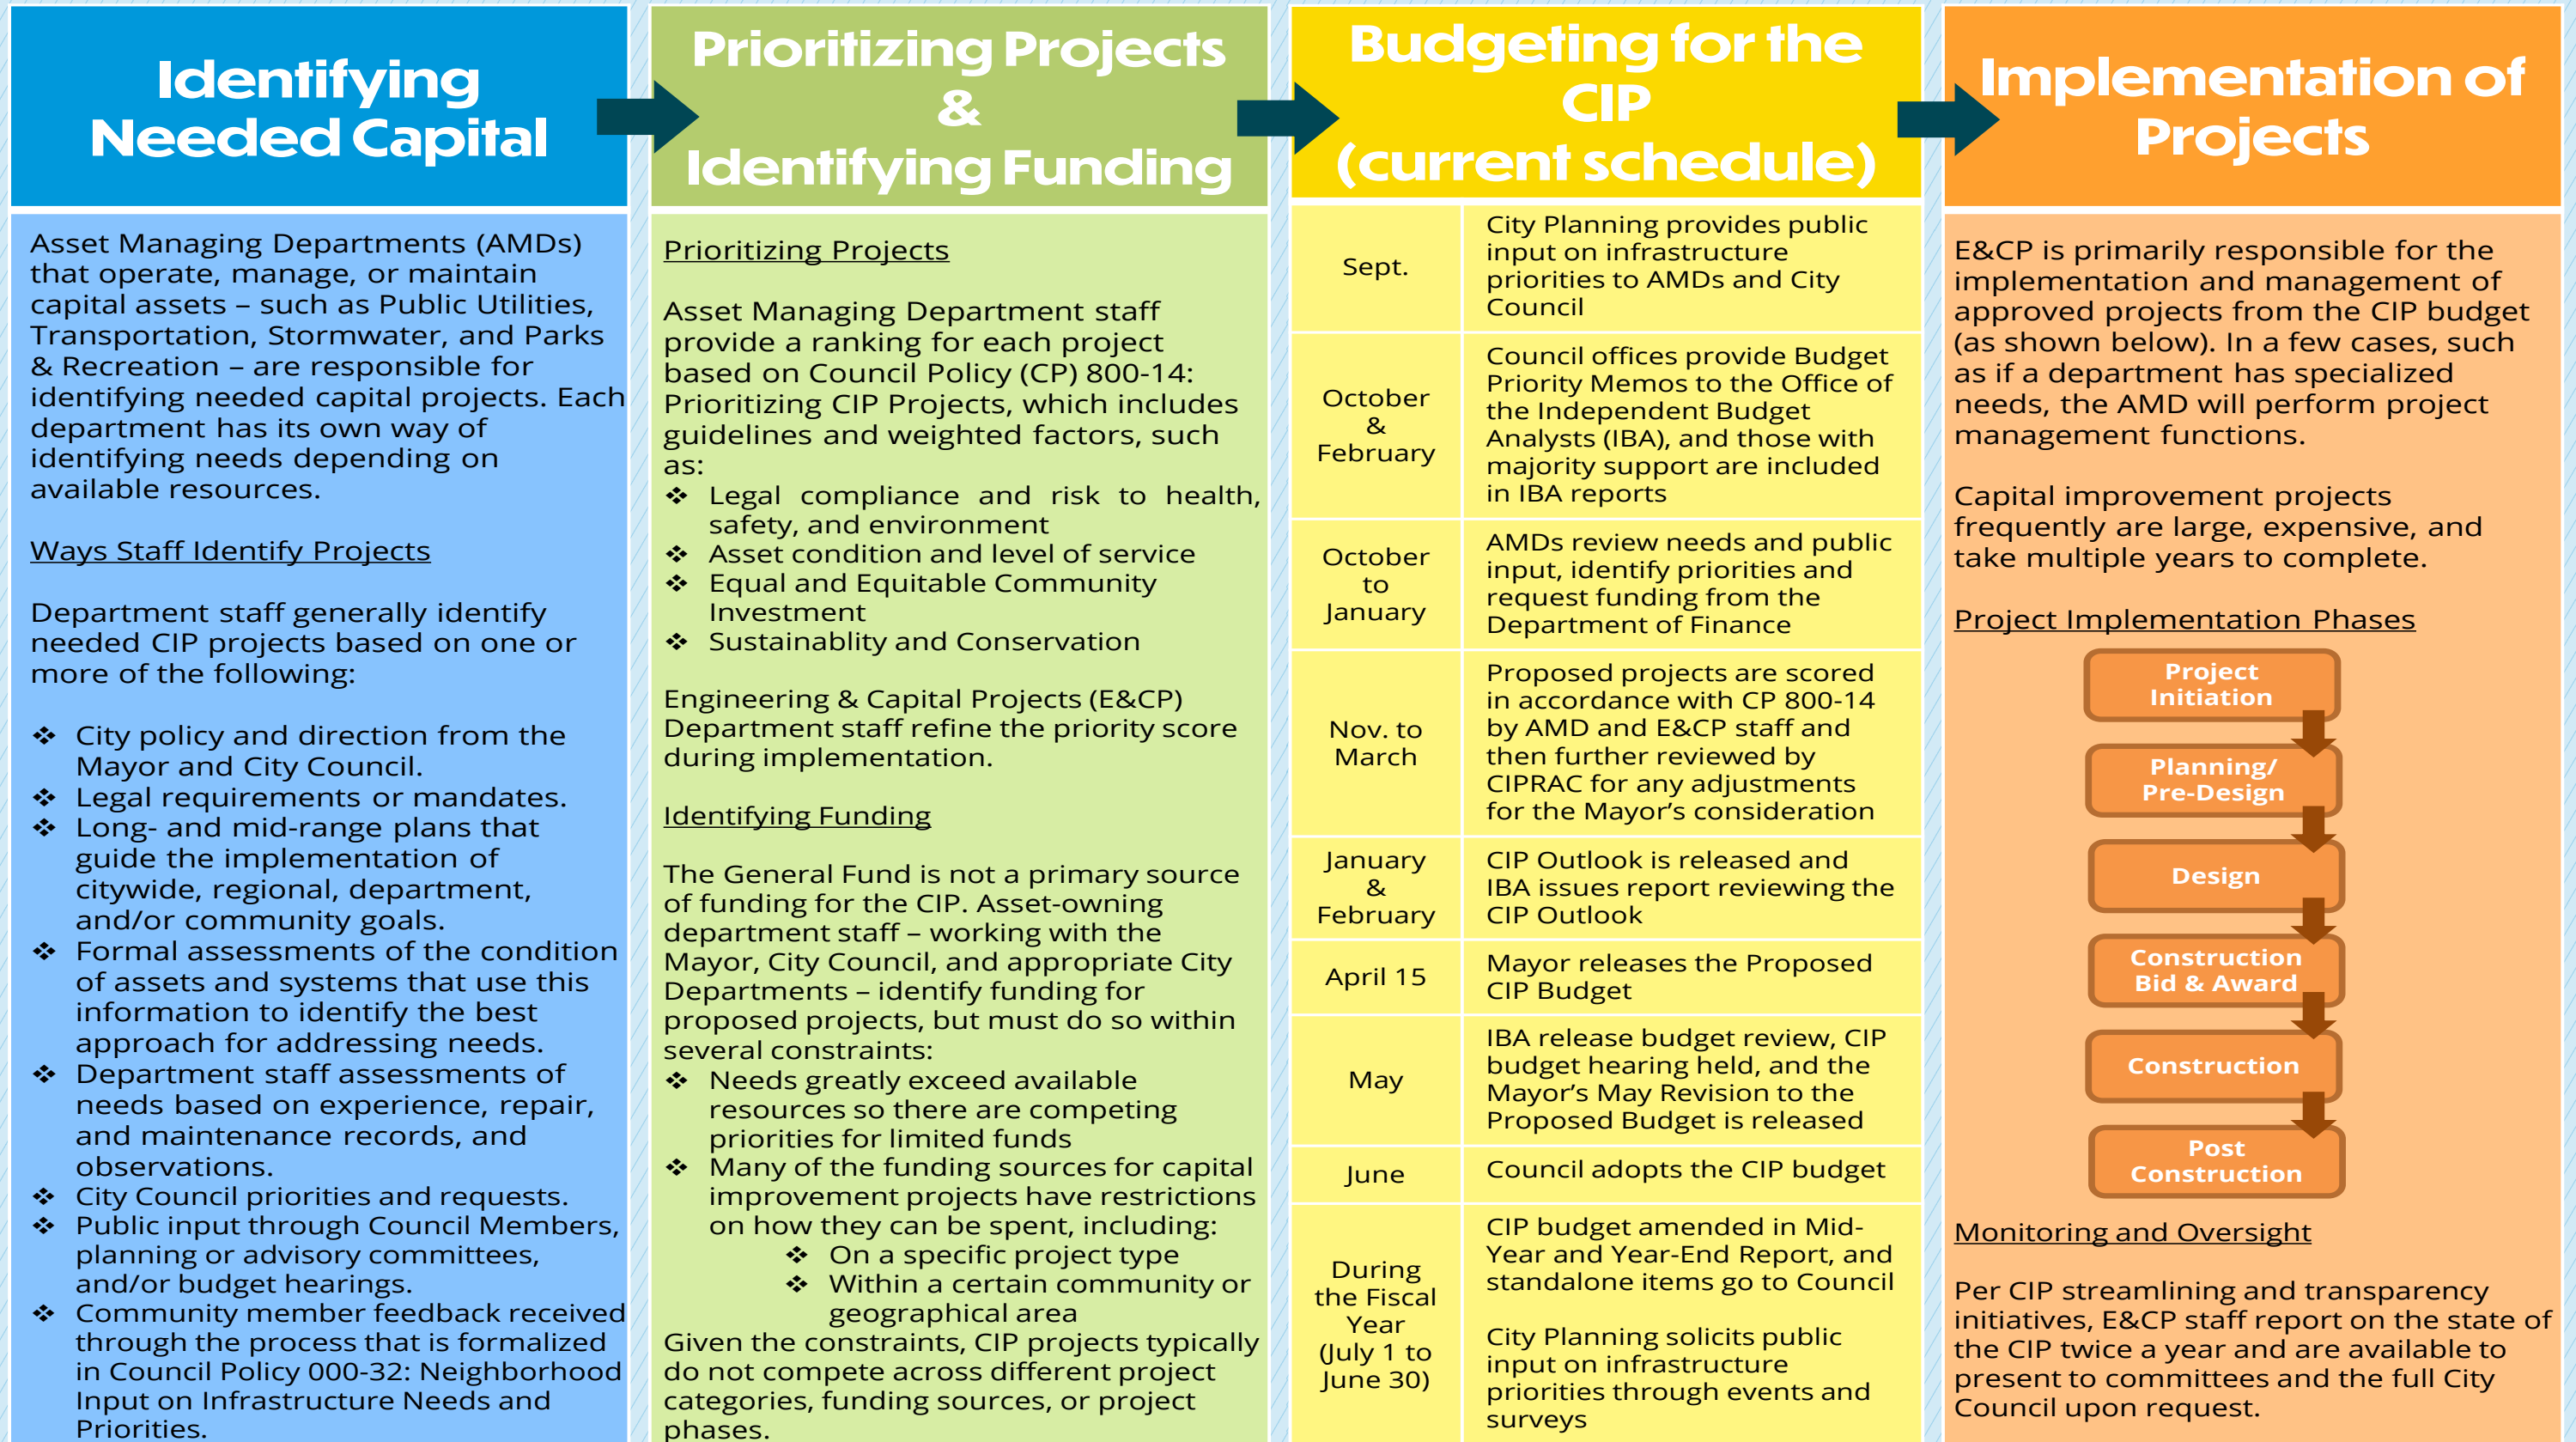 Identifying
Needed Capital
Asset Managing Departments (AMDs)
that operate, manage, or maintain
capital assets – such as Public Utilities,
Transportation, Stormwater, and Parks
& Recreation – are responsible for
identifying needed capital projects. Each
department has its own way of
identifying needs depending on
available resources.
Ways Staff Identify Projects
Department staff generally identify
needed CIP projects based on one or
more of the following:
❖ City policy and direction from the
Mayor and City Council.
❖ Legal requirements or mandates.
❖ Long- and mid-range plans that
guide the implementation of
citywide, regional, department,
and/or community goals.
❖ Formal assessments of the condition
of assets and systems that use this
information to identify the best
approach for addressing needs.
❖ Department staff assessments of
needs based on experience, repair,
and maintenance records, and
observations.
❖ City Council priorities and requests.
❖ Public input through Council Members,
planning or advisory committees,
and/or budget hearings.
❖ Community member feedback received
through the process that is formalized
in Council Policy 000-32: Neighborhood
Input on Infrastructure Needs and
Priorities.
Prioritizing Projects
&
Identifying Funding
Prioritizing Projects
Asset Managing Department staff
provide a ranking for each project
based on Council Policy (CP) 800-14:
Prioritizing CIP Projects, which includes
guidelines and weighted factors, such
as:
❖ Legal compliance and risk to health,
safety, and environment
❖ Asset condition and level of service
❖ Equal and Equitable Community
Investment
❖ Sustainablity and Conservation
Engineering & Capital Projects (E&CP)
Department staff refine the priority score
during implementation.
Identifying Funding
The General Fund is not a primary source
of funding for the CIP. Asset-owning
department staff – working with the
Mayor, City Council, and appropriate City
Departments – identify funding for
proposed projects, but must do so within
several constraints:
❖ Needs greatly exceed available
resources so there are competing
priorities for limited funds
❖ Many of the funding sources for capital
improvement projects have restrictions
on how they can be spent, including:
❖ On a specific project type
❖ Within a certain community or
geographical area
Given the constraints, CIP projects typically
do not compete across different project
categories, funding sources, or project
phases.
Budgeting for the
CIP
(current schedule)
Sept.
City Planning provides public
input on infrastructure
priorities to AMDs and City
Council
October
&
February
Council offices provide Budget
Priority Memos to the Office of
the Independent Budget
Analysts (IBA), and those with
majority support are included
in IBA reports
October
to
January
AMDs review needs and public
input, identify priorities and
request funding from the
Department of Finance
Nov. to
March
Proposed projects are scored
in accordance with CP 800-14
by AMD and E&CP staff and
then further reviewed by
CIPRAC for any adjustments
for the Mayor's consideration
January
&
February
CIP Outlook is released and
IBA issues report reviewing the
CIP Outlook
April 15
Mayor releases the Proposed
CIP Budget
May
IBA release budget review, CIP
budget hearing held, and the
Mayor's May Revision to the
Proposed Budget is released
June
Council adopts the CIP budget
During
the Fiscal
Year
(July 1 to
June 30)
CIP budget amended in Mid-
Year and Year-End Report, and
standalone items go to Council
City Planning solicits public
input on infrastructure
priorities through events and
surveys
Implementation of
Projects
E&CP is primarily responsible for the
implementation and management of
approved projects from the CIP budget
(as shown below). In a few cases, such
as if a department has specialized
needs, the AMD will perform project
management functions.
Capital improvement projects
frequently are large, expensive, and
take multiple years to complete.
Project Implementation Phases
Project
Initiation
Planning/
Pre-Design
Design
Construction
Bid & Award
Construction
Post
Construction
Monitoring and Oversight
Per CIP streamlining and transparency
initiatives, E&CP staff report on the state of
the CIP twice a year and are available to
present to committees and the full City
Council upon request.